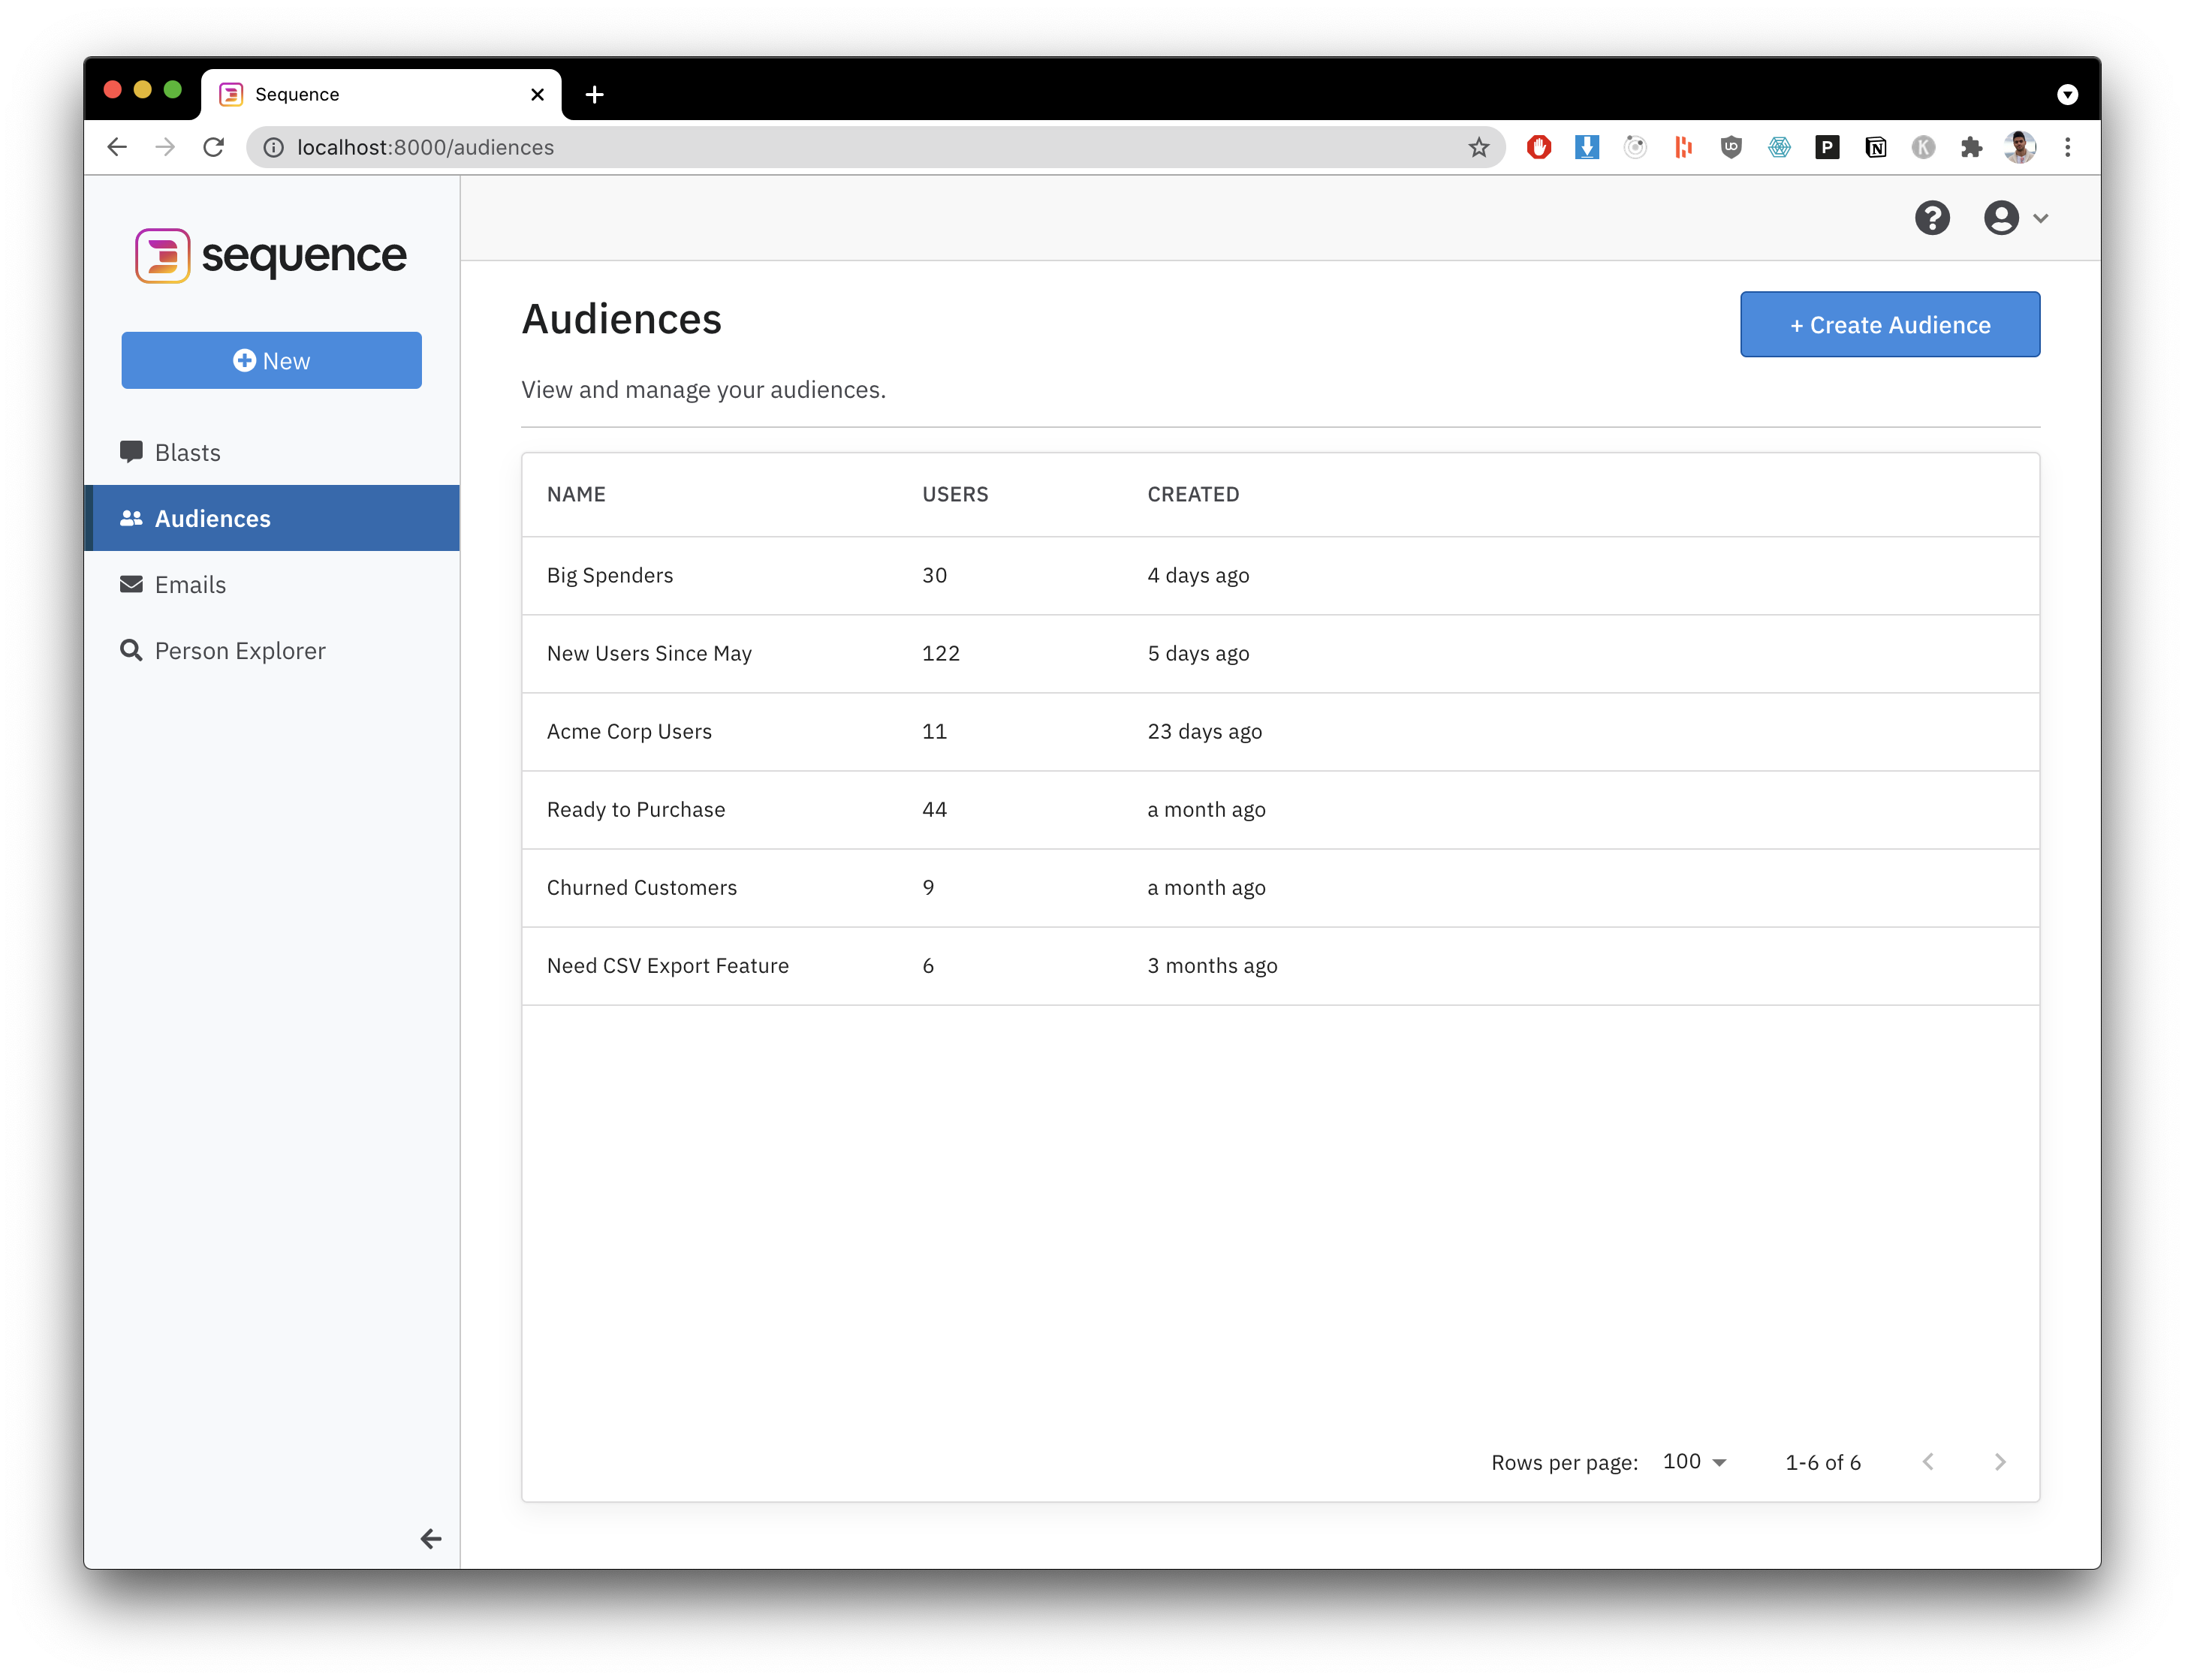 Sequence
localhost:8000/audiences
sequence
New
Blasts
Audiences
Emails
Person Explorer
Audiences
+ Create Audience
View and manage your audiences.
NAME USERS CREATED
Big Spenders 30 4 days ago
New Users Since May 122 5 days ago
Acme Corp Users 11 23 days ago
Ready to Purchase 44 a month ago
Churned Customers 9 a month ago
Need CSV Export Feature 6 3 months ago
Rows per page: 100 1-6 of 6